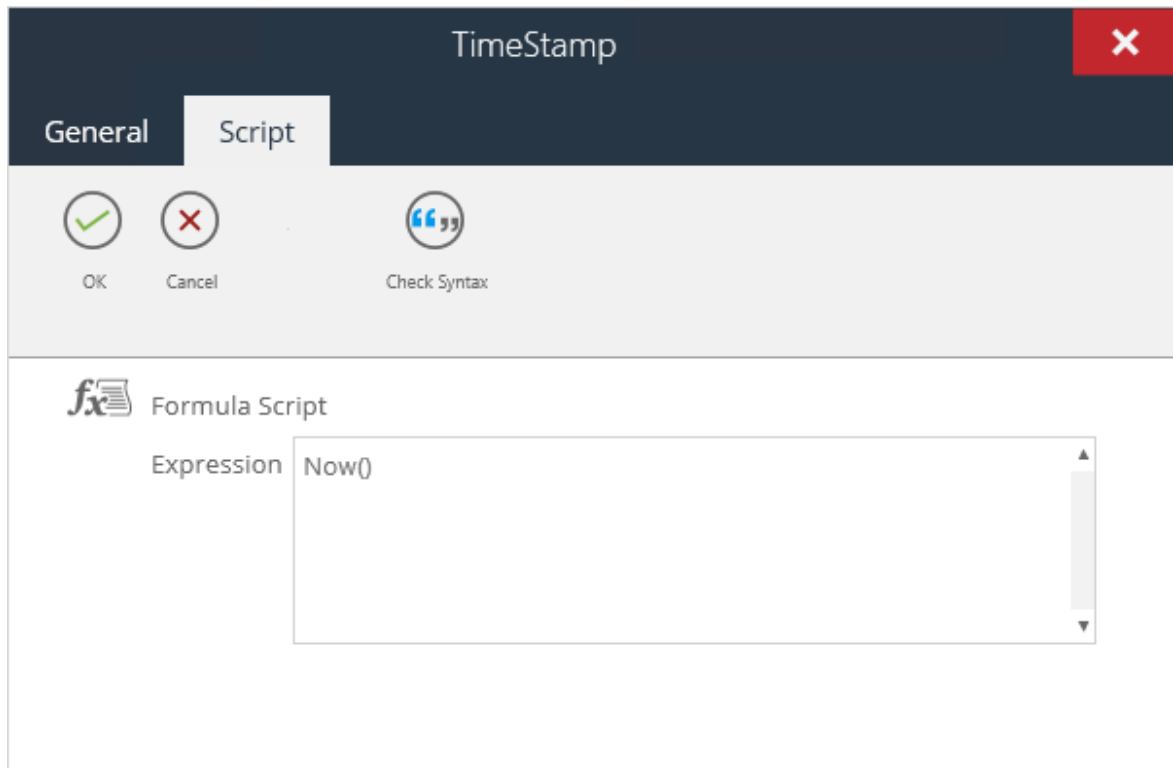 TimeStamp
General Script
OK Cancel Check Syntax
Formula Script
Expression Now()